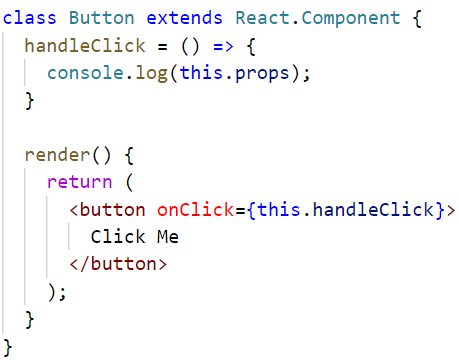 class Button extends React.Component {
  handleClick = () => {
    console.log(this.props);
  }

  render() {
    return (
      <button onClick={this.handleClick}>
        Click Me
      </button>
    );
  }
}